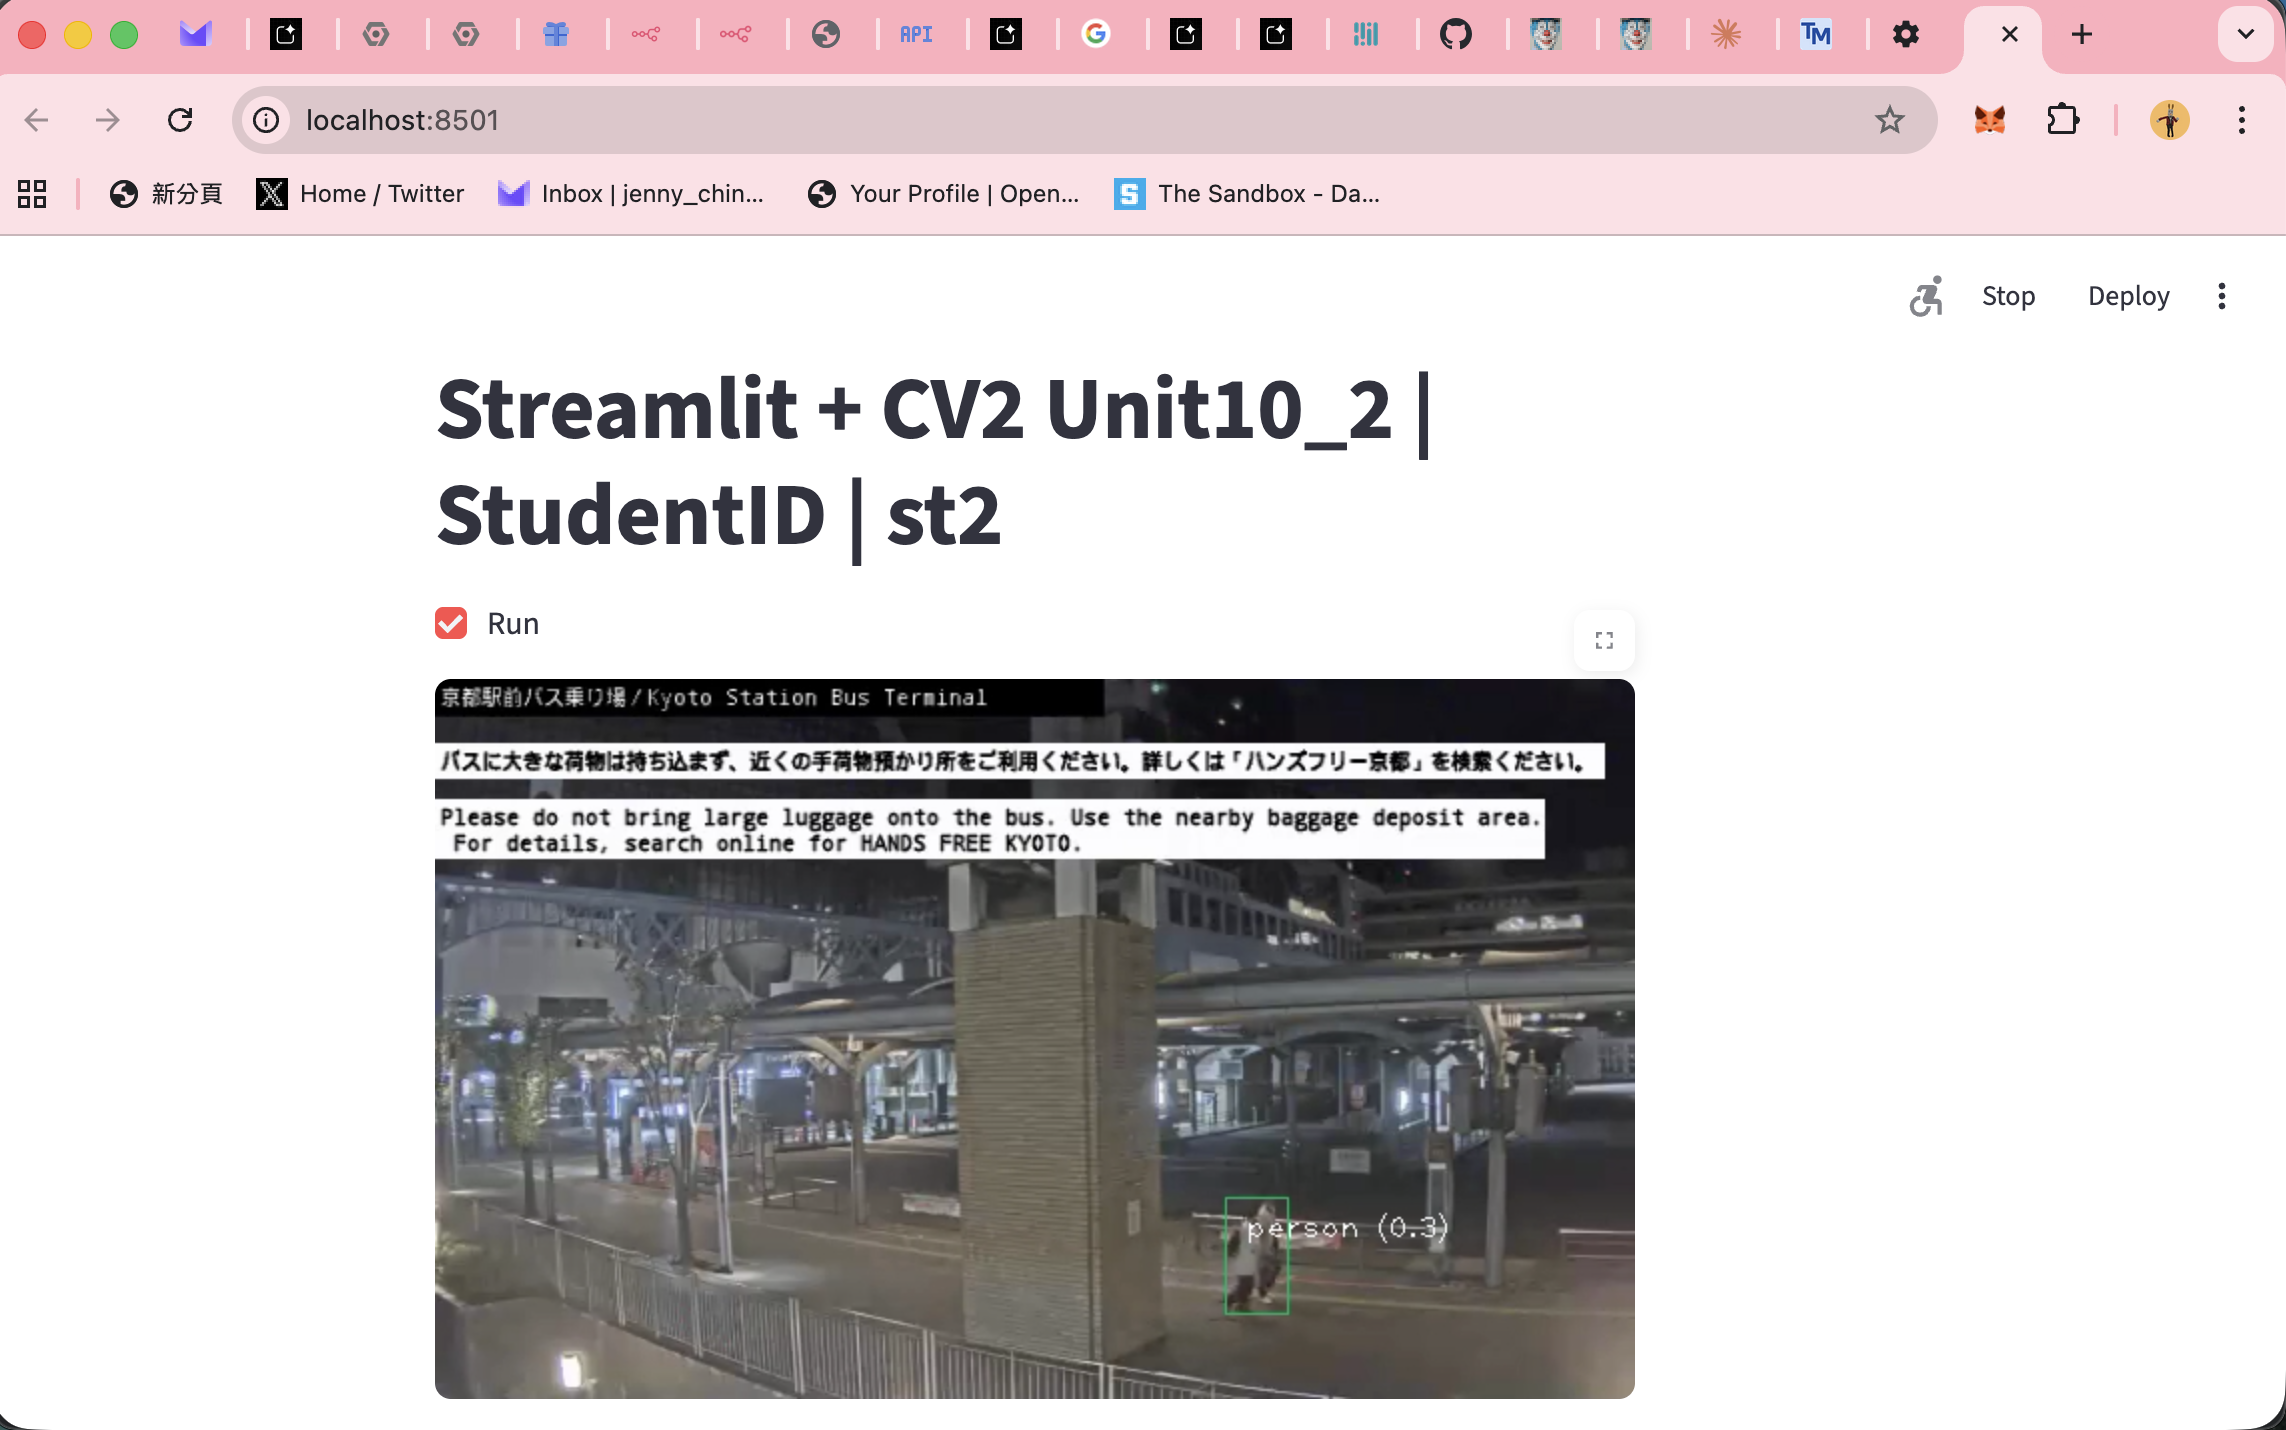 API
TM
localhost:8501
新分頁
Home / Twitter
Inbox | jenny_chin...
Your Profile | Open...
S
The Sandbox - Da...
Stop
Deploy
Streamlit + CV2 Unit10_2 |
StudentID | st2
Run
京都駅前バス乗り場/Kyoto Station Bus Terminal
バスに大きな荷物は持ち込まず、近くの手荷物預かり所をご利用ください。詳しくは「ハンズフリー京都」を検索ください。
Please do not bring large luggage onto the bus. Use the nearby baggage deposit area.
For details, search online for HANDS FREE KYOTO.
person (0.3)